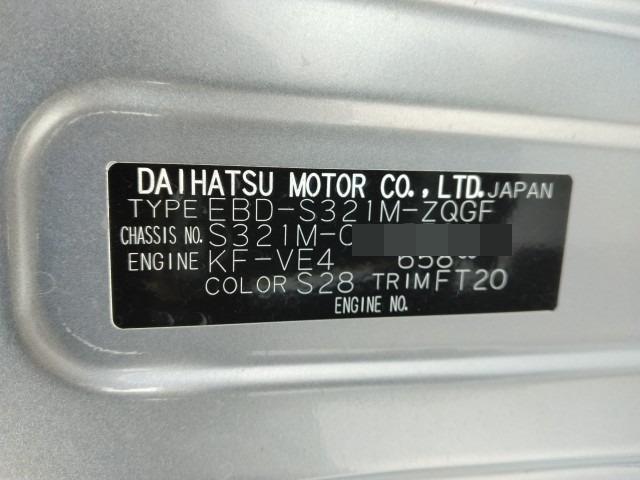 DAIHATSU MOTOR CO., LTD. JAPAN
TYPE EBD-S321M-ZQGF
CHASSIS NO. S321M-
ENGINE KF-VE4 658cc
COLOR S28 TRIM FT20
ENGINE NO.